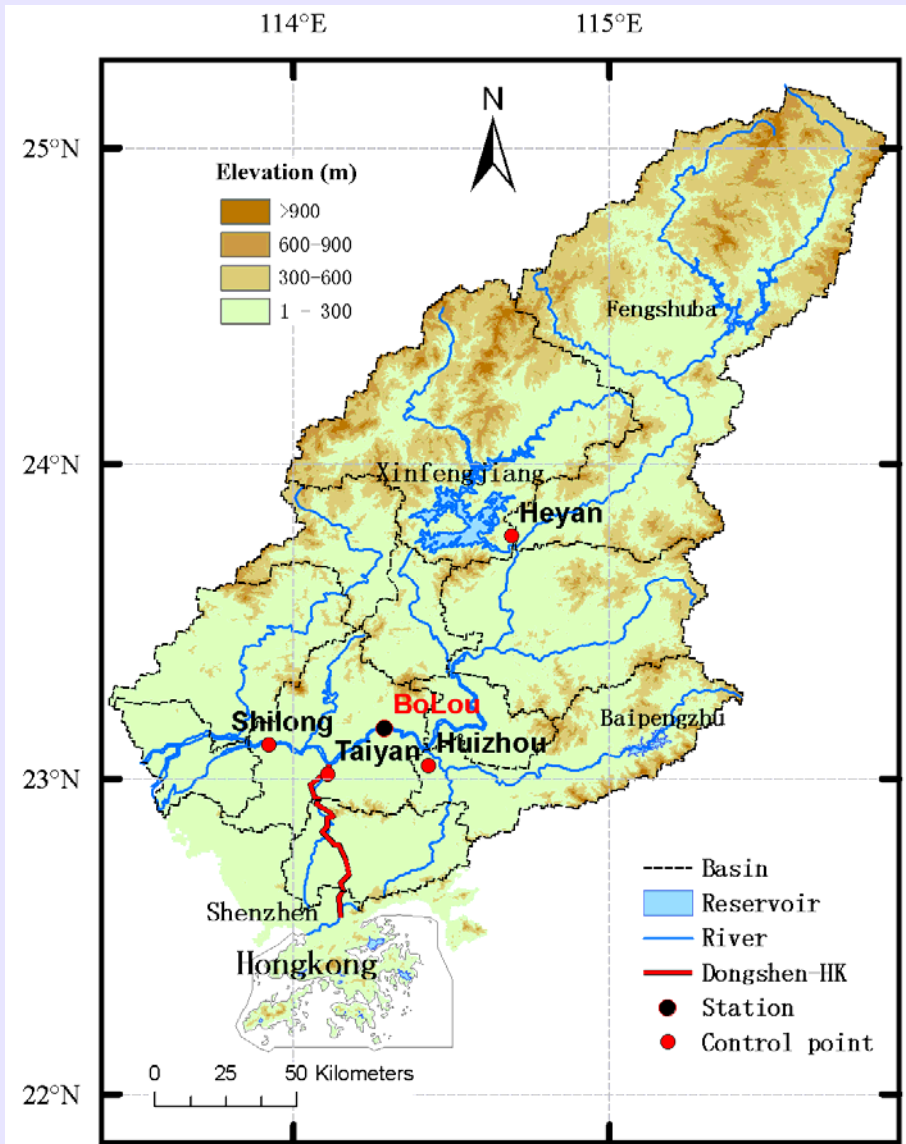 114°E 115°E
N
25°N
Elevation (m)
>900
600-900
300-600
1 - 300
Fengshuba
24°N
Xinfengjiang
Heyan
BoLou
Baipengzhu
Shilong
Huizhou
Taiyan
23°N
Basin
Reservoir
Shenzhen
River
Hongkong
Dongshen-HK
Station
Control point
0 25 50 Kilometers
22°N